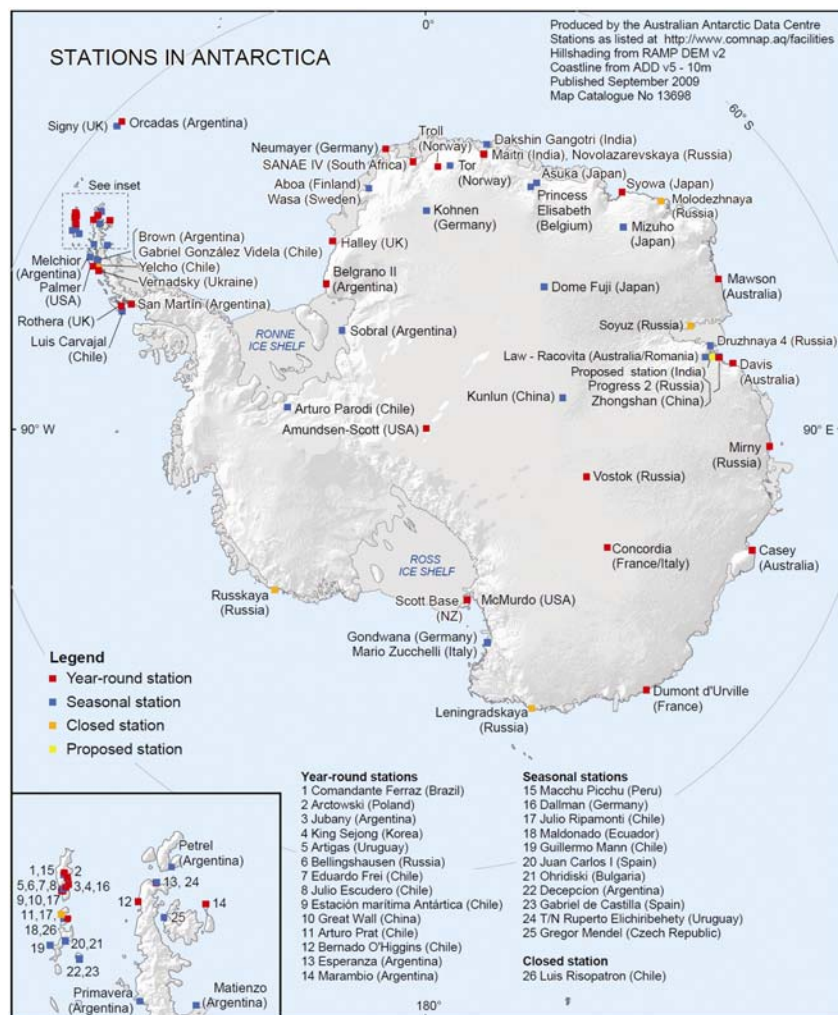 STATIONS IN ANTARCTICA
0°
Produced by the Australian Antarctic Data Centre
Stations as listed at http://www.comnap.aq/facilities
Hillshading from RAMP DEM v2
Coastline from ADD v5 - 10m
Published September 2009
Map Catalogue No 13698
60° S
Signy (UK)
Orcadas (Argentina)
See inset
Neumayer (Germany)
SANAE IV (South Africa)
Troll
(Norway)
Tor
(Norway)
Dakshin Gangotri (India)
Maitri (India), Novolazarevskaya (Russia)
Aboa (Finland)
Wasa (Sweden)
Asuka (Japan)
Princess
Elisabeth
(Belgium)
Syowa (Japan)
Molodezhnaya
(Russia)
Kohnen
(Germany)
Mizuho
(Japan)
Brown (Argentina)
Gabriel González Videla (Chile)
Melchior
(Argentina)
Palmer
(USA)
Yelcho (Chile)
Vernadsky (Ukraine)
Halley (UK)
Belgrano II
(Argentina)
Dome Fuji (Japan)
Mawson
(Australia)
San Martín (Argentina)
Rothera (UK)
Luis Carvajal
(Chile)
RONNE
ICE SHELF
Sobral (Argentina)
Soyuz (Russia)
Druzhnaya 4 (Russia)
Law - Racovita (Australia/Romania)
Proposed station (India)
Progress 2 (Russia)
Zhongshan (China)
Davis
(Australia)
Arturo Parodi (Chile)
Kunlun (China)
90° W
Amundsen-Scott (USA)
90° E
Mirny
(Russia)
Vostok (Russia)
ROSS
ICE SHELF
Concordia
(France/Italy)
Casey
(Australia)
Russkaya
(Russia)
Scott Base
(NZ)
McMurdo (USA)
Gondwana (Germany)
Mario Zucchelli (Italy)
Dumont d'Urville
(France)
Leningradskaya
(Russia)
Legend
Year-round station
Seasonal station
Closed station
Proposed station
Year-round stations
1 Comandante Ferraz (Brazil)
2 Arctowski (Poland)
3 Jubany (Argentina)
4 King Sejong (Korea)
5 Artigas (Uruguay)
6 Bellingshausen (Russia)
7 Eduardo Frei (Chile)
8 Julio Escudero (Chile)
9 Estación marítima Antártica (Chile)
10 Great Wall (China)
11 Arturo Prat (Chile)
12 Bernado O'Higgins (Chile)
13 Esperanza (Argentina)
14 Marambio (Argentina)
Seasonal stations
15 Macchu Picchu (Peru)
16 Dallman (Germany)
17 Julio Ripamonti (Chile)
18 Maldonado (Ecuador)
19 Guillermo Mann (Chile)
20 Juan Carlos I (Spain)
21 Ohridiski (Bulgaria)
22 Decepcion (Argentina)
23 Gabriel de Castilla (Spain)
24 T/N Ruperto Elichiribehety (Uruguay)
25 Gregor Mendel (Czech Republic)
Closed station
26 Luis Risopatron (Chile)
Petrel
(Argentina)
1,15
2
5,6,7,8
3,4,16
9,10,17
11,17,
18,26
19
20,21
22,23
12
13, 24
14
25
Primavera
(Argentina)
Matienzo
(Argentina)
180°